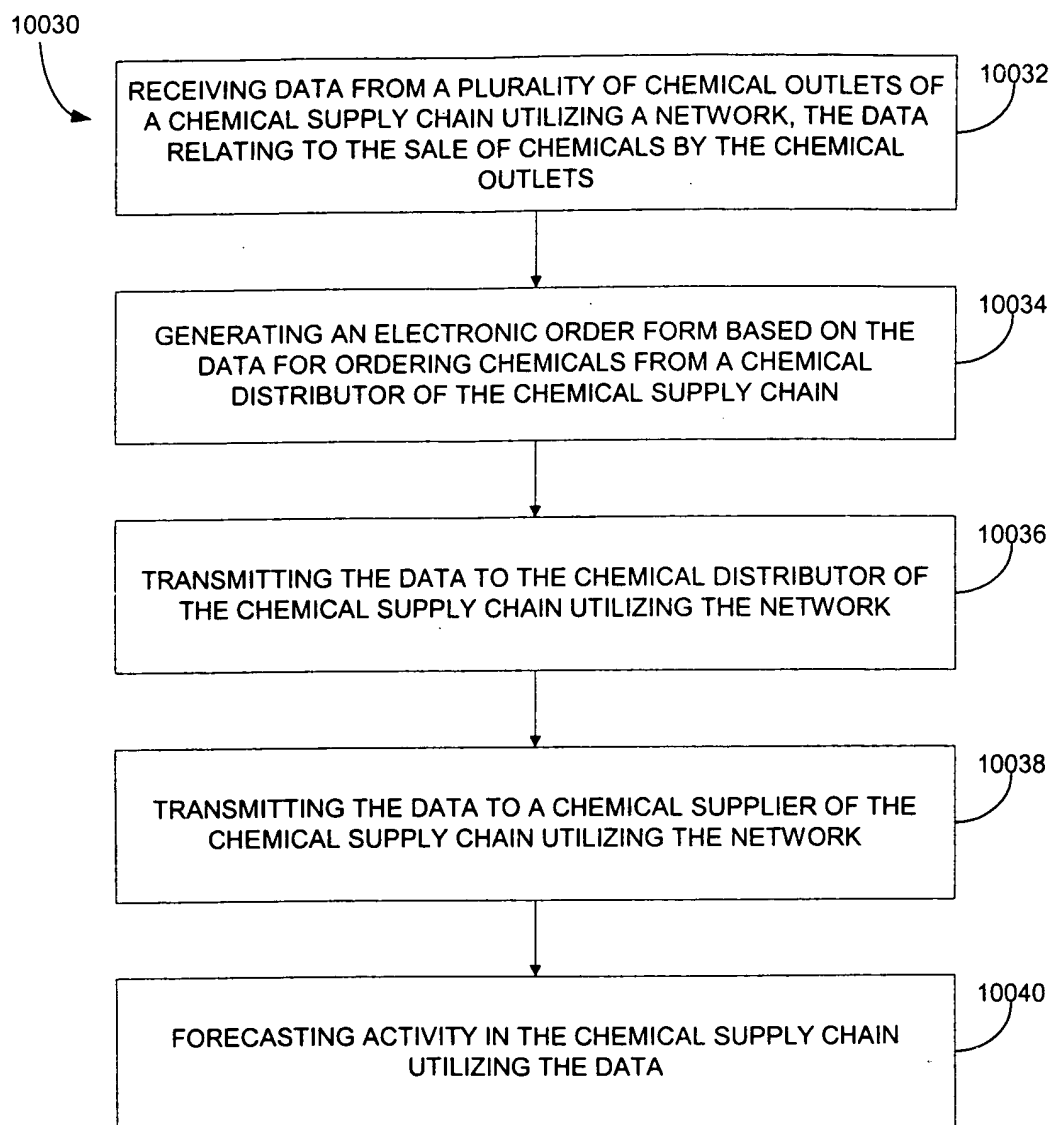 10030
RECEIVING DATA FROM A PLURALITY OF CHEMICAL OUTLETS OF
A CHEMICAL SUPPLY CHAIN UTILIZING A NETWORK, THE DATA
RELATING TO THE SALE OF CHEMICALS BY THE CHEMICAL
OUTLETS
10032
GENERATING AN ELECTRONIC ORDER FORM BASED ON THE
DATA FOR ORDERING CHEMICALS FROM A CHEMICAL
DISTRIBUTOR OF THE CHEMICAL SUPPLY CHAIN
10034
TRANSMITTING THE DATA TO THE CHEMICAL DISTRIBUTOR OF
THE CHEMICAL SUPPLY CHAIN UTILIZING THE NETWORK
10036
TRANSMITTING THE DATA TO A CHEMICAL SUPPLIER OF THE
CHEMICAL SUPPLY CHAIN UTILIZING THE NETWORK
10038
FORECASTING ACTIVITY IN THE CHEMICAL SUPPLY CHAIN
UTILIZING THE DATA
10040